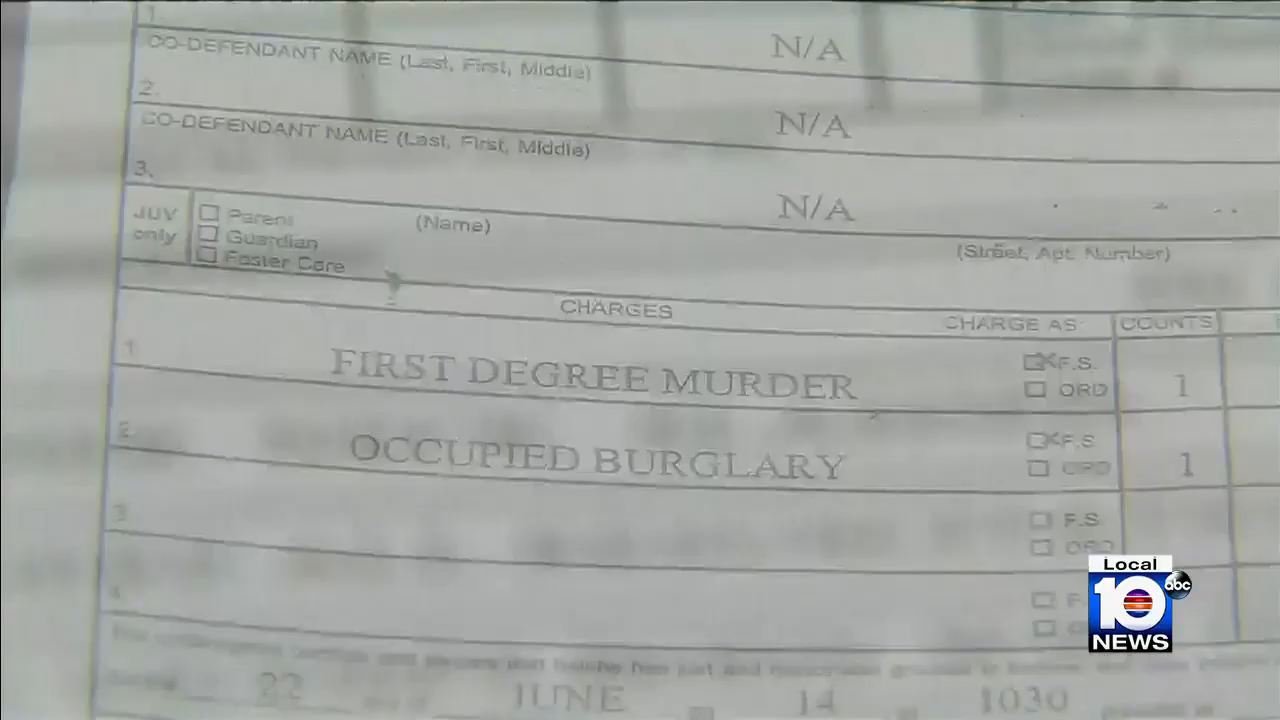 1.
N/A
CO-DEFENDANT NAME (Last, First, Middle)
2.
N/A
CO-DEFENDANT NAME (Last, First, Middle)
3.
N/A
JUV only
Parent
Guardian
Foster Care
(Name)
(Street, Apt. Number)
CHARGES
CHARGE AS:
COUNTS
1. FIRST DEGREE MURDER
F.S.
ORD
1
2. OCCUPIED BURGLARY
F.S.
ORD
1
3.
F.S.
ORD
4.
22 JUNE 14 1030
Local
10
abc
NEWS